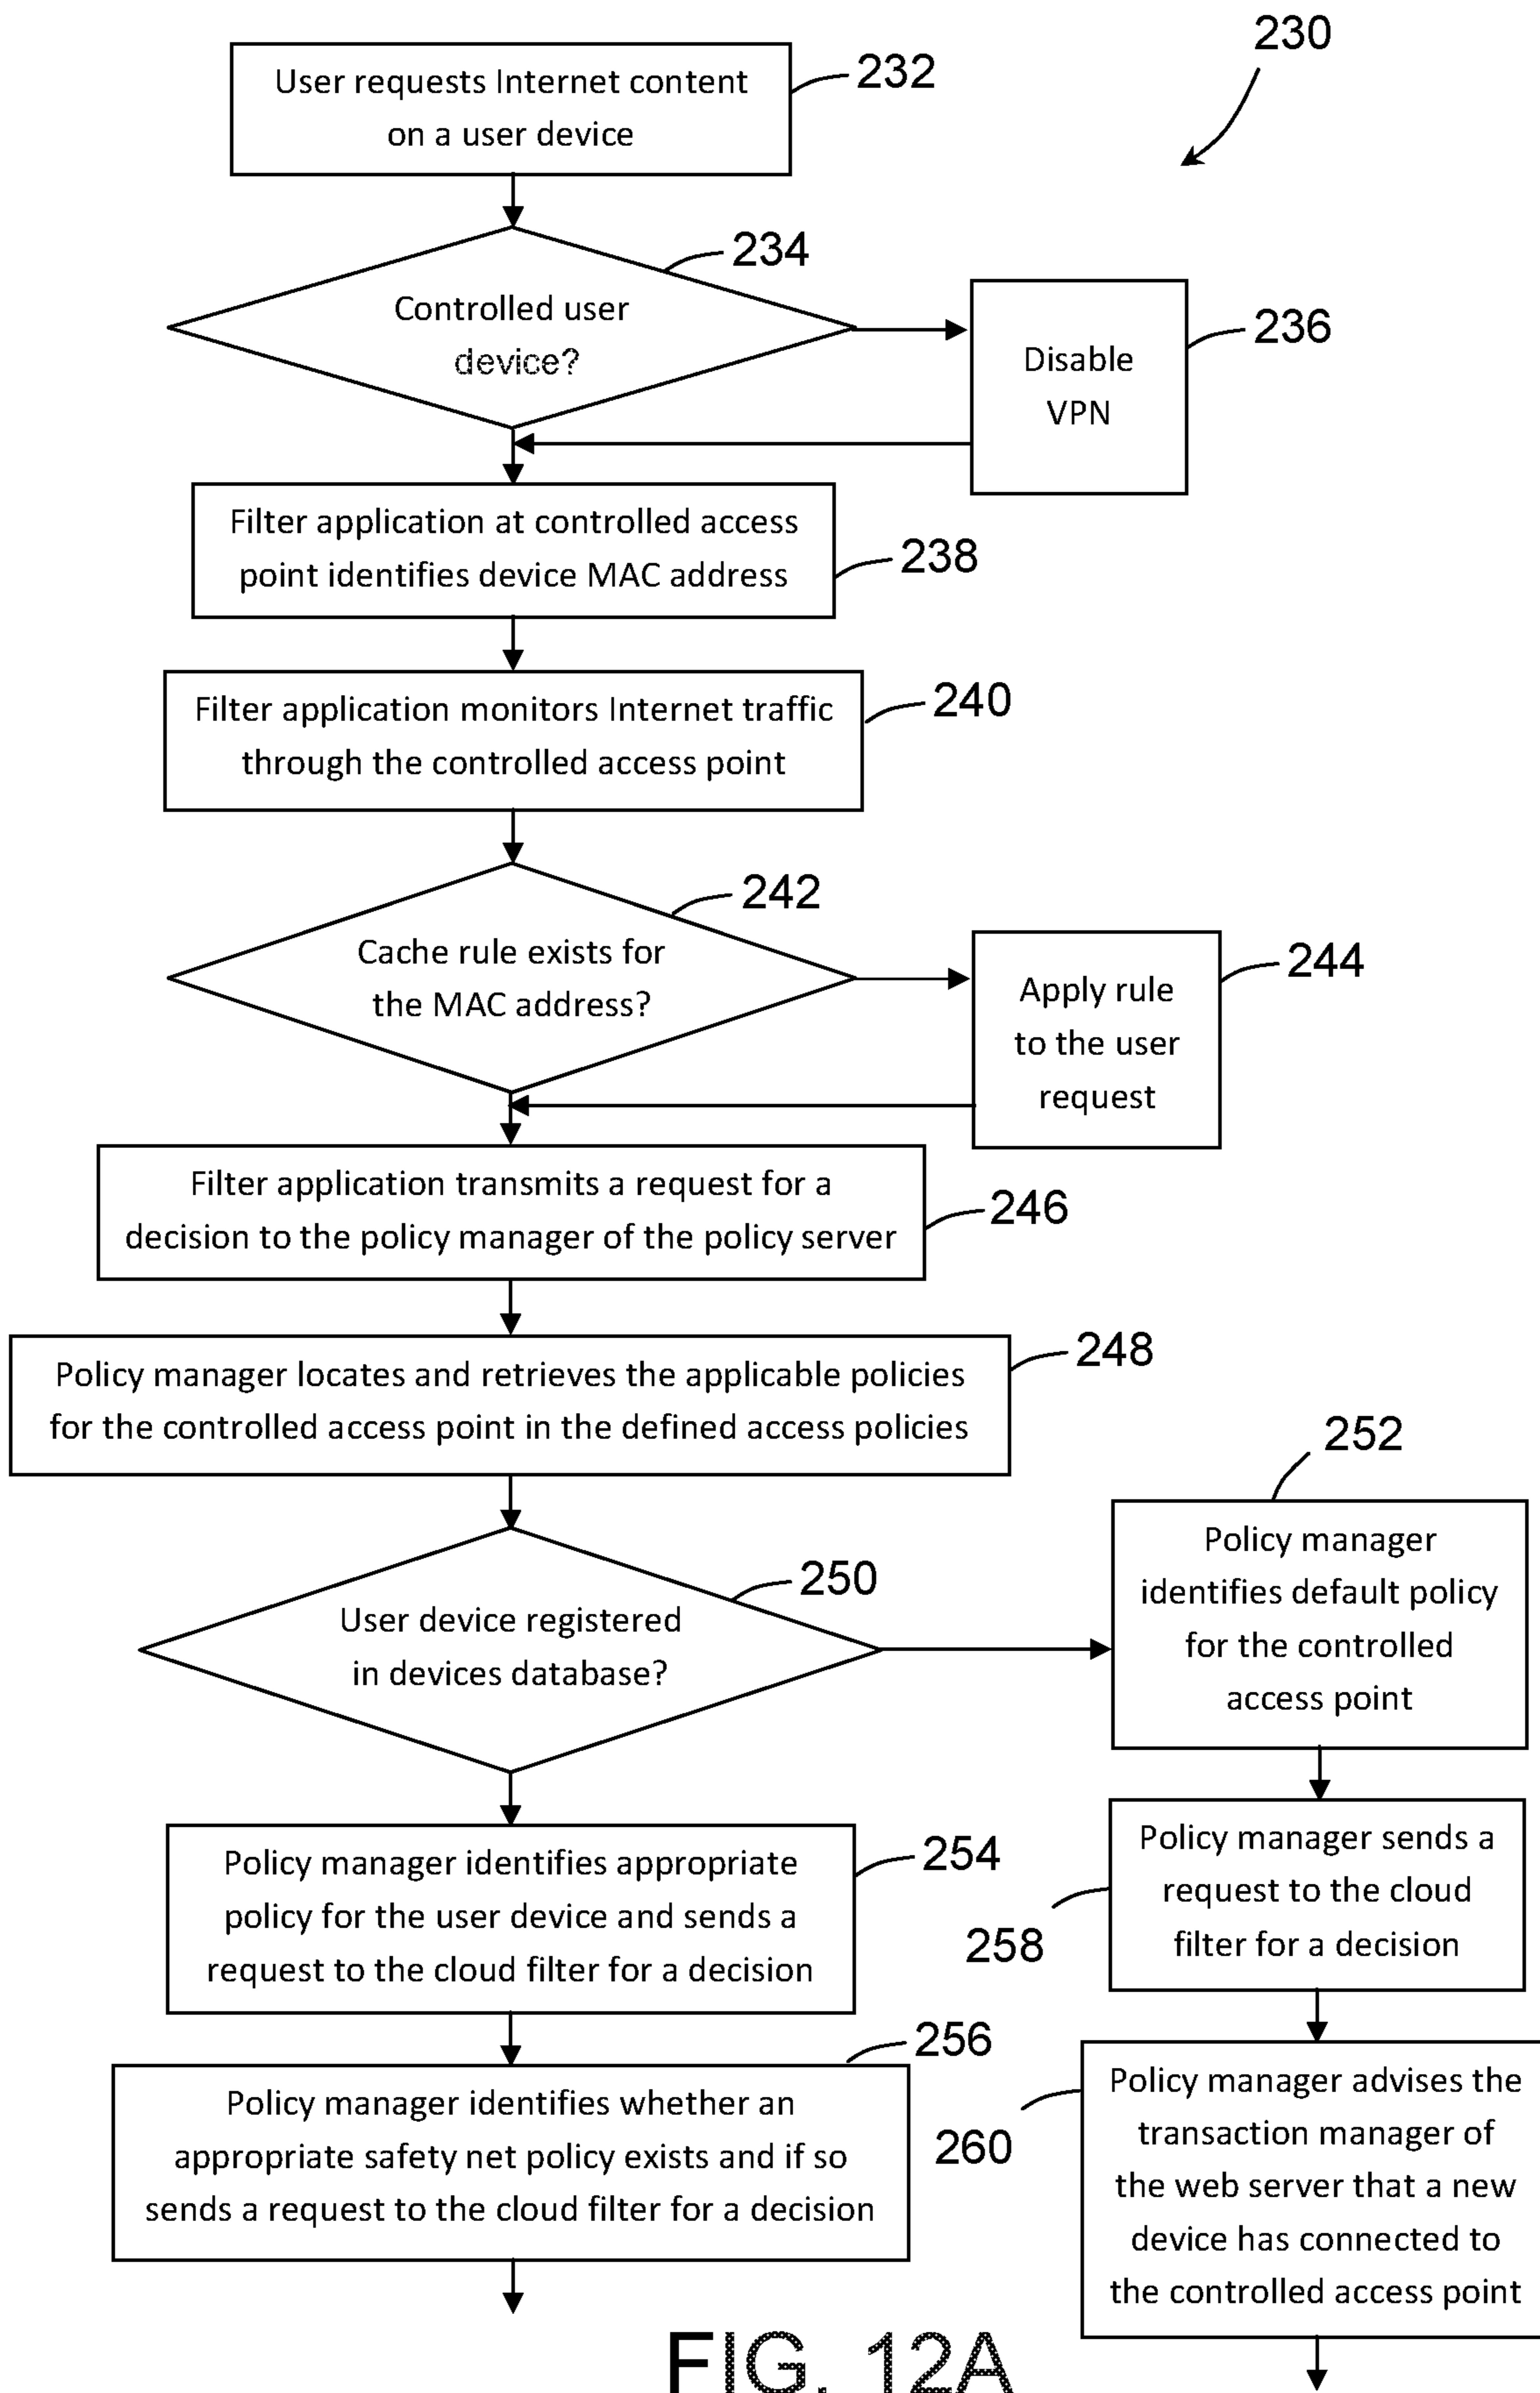 230
User requests Internet content
on a user device
232
234
Controlled user
device?
236
Disable
VPN
Filter application at controlled access
point identifies device MAC address
238
Filter application monitors Internet traffic
through the controlled access point
240
242
Cache rule exists for
the MAC address?
244
Apply rule
to the user
request
Filter application transmits a request for a
decision to the policy manager of the policy server
246
Policy manager locates and retrieves the applicable policies
for the controlled access point in the defined access policies
248
252
Policy manager
identifies default policy
for the controlled
access point
250
User device registered
in devices database?
Policy manager identifies appropriate
policy for the user device and sends a
request to the cloud filter for a decision
254
Policy manager sends a
request to the cloud
filter for a decision
258
256
Policy manager identifies whether an
appropriate safety net policy exists and if so
sends a request to the cloud filter for a decision
260
Policy manager advises the
transaction manager of
the web server that a new
device has connected to
the controlled access point
FIG. 12A